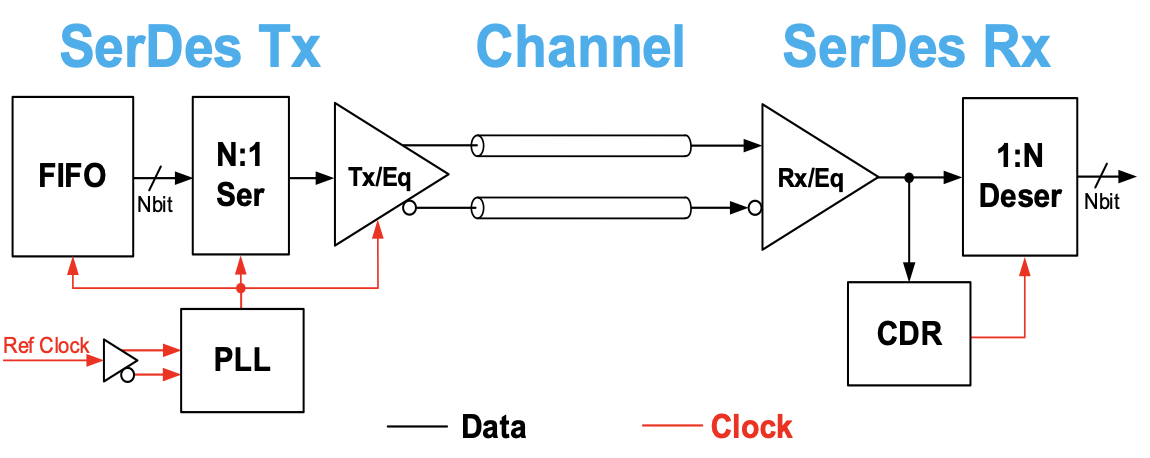 SerDes Tx
Channel
SerDes Rx
FIFO
Nbit
N:1
Ser
Tx/Eq
Rx/Eq
1:N
Deser
Nbit
Ref Clock
PLL
CDR
Data
Clock